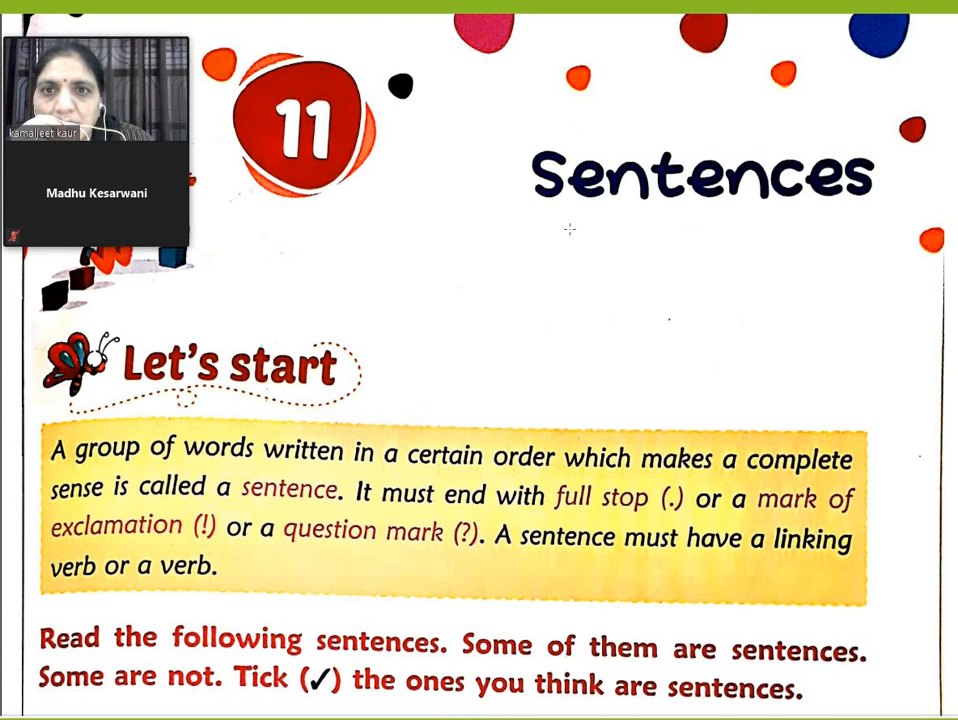 kamaljeet kaur
Madhu Kesarwani
11
Sentences
Let's start
A group of words written in a certain order which makes a complete
sense is called a sentence. It must end with full stop (.) or a mark of
exclamation (!) or a question mark (?). A sentence must have a linking
verb or a verb.
Read the following sentences. Some of them are sentences.
Some are not. Tick (✓) the ones you think are sentences.